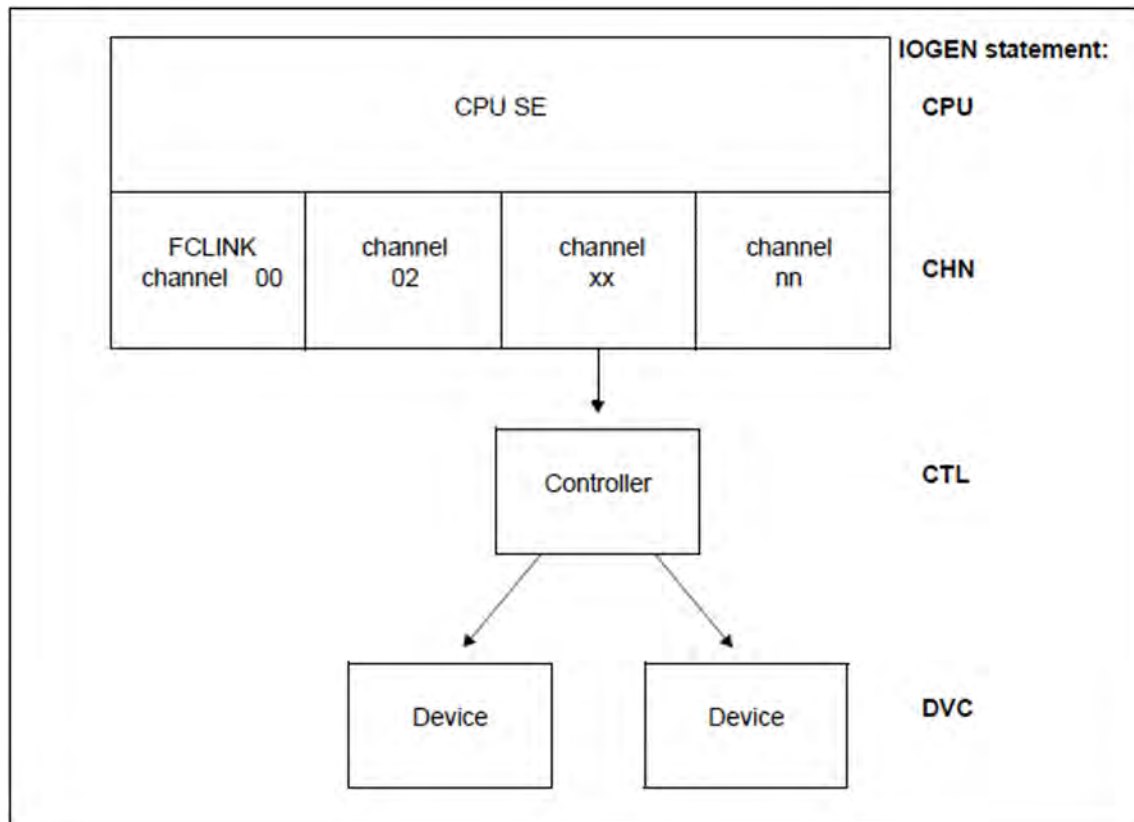 IOGEN statement:
CPU SE
CPU
FCLINK
channel 00
channel
02
channel
xx
channel
nn
CHN
Controller
CTL
Device
Device
DVC